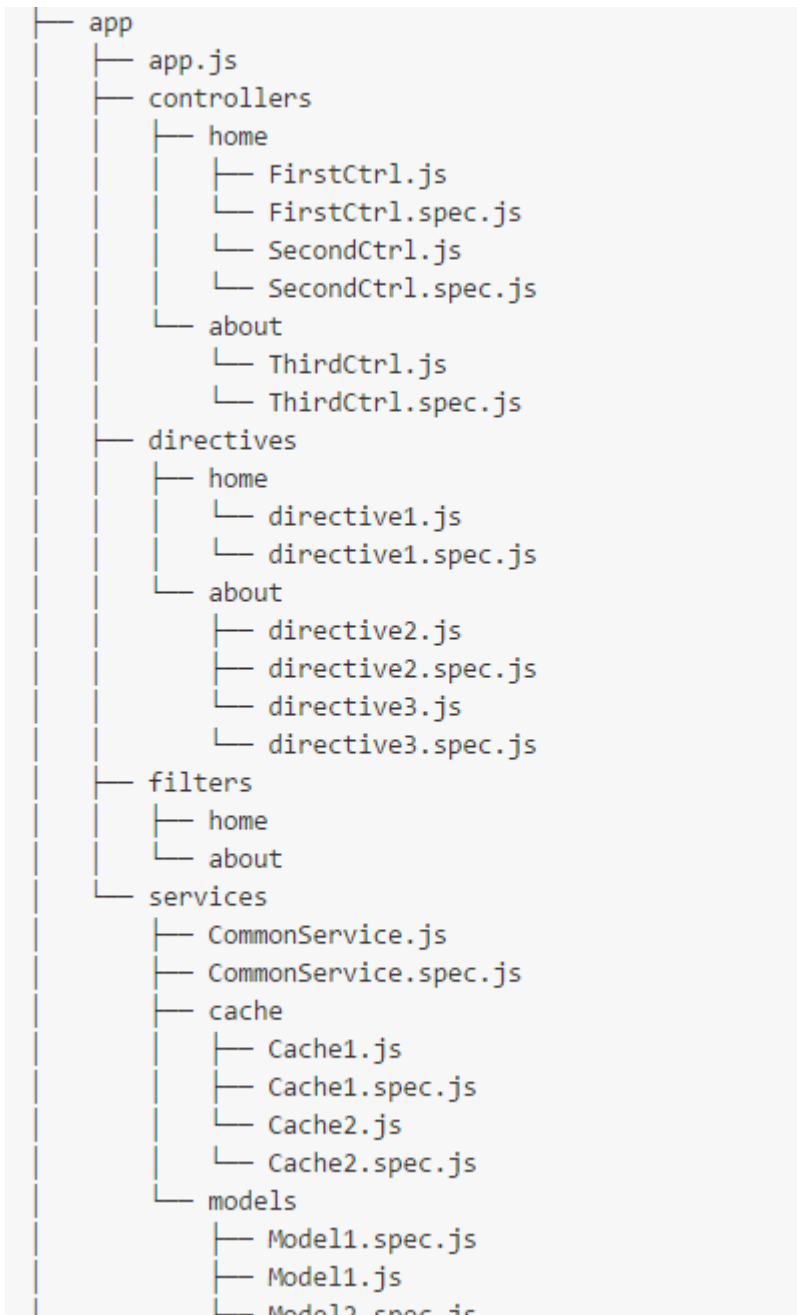 ├── app
│   ├── app.js
│   ├── controllers
│   │   ├── home
│   │   │   ├── FirstCtrl.js
│   │   │   └── FirstCtrl.spec.js
│   │   │   └── SecondCtrl.js
│   │   │   └── SecondCtrl.spec.js
│   │   └── about
│   │       └── ThirdCtrl.js
│   │       └── ThirdCtrl.spec.js
│   ├── directives
│   │   ├── home
│   │   │   └── directive1.js
│   │   │   └── directive1.spec.js
│   │   └── about
│   │       ├── directive2.js
│   │       ├── directive2.spec.js
│   │       └── directive3.js
│   │       └── directive3.spec.js
│   ├── filters
│   │   ├── home
│   │   └── about
│   └── services
│       ├── CommonService.js
│       ├── CommonService.spec.js
│       ├── cache
│       │   ├── Cache1.js
│       │   ├── Cache1.spec.js
│       │   └── Cache2.js
│       │   └── Cache2.spec.js
│       └── models
│           ├── Model1.spec.js
│           ├── Model1.js
│           ├── Model2.spec.js